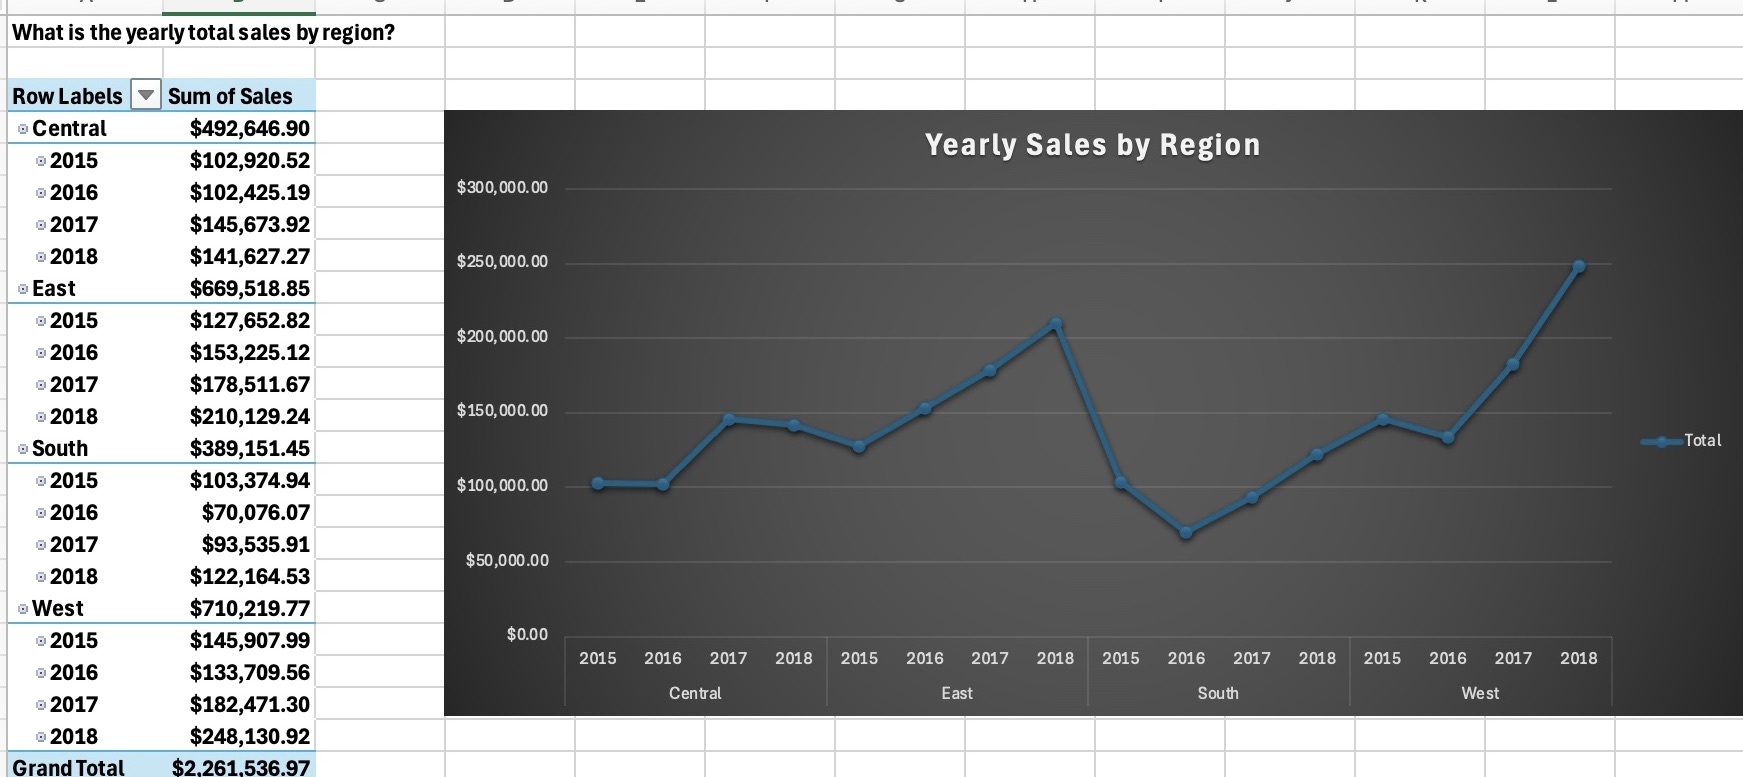 What is the yearly total sales by region?
Row Labels Sum of Sales
Central $492,646.90
2015 $102,920.52
2016 $102,425.19
2017 $145,673.92
2018 $141,627.27
East $669,518.85
2015 $127,652.82
2016 $153,225.12
2017 $178,511.67
2018 $210,129.24
South $389,151.45
2015 $103,374.94
2016 $70,076.07
2017 $93,535.91
2018 $122,164.53
West $710,219.77
2015 $145,907.99
2016 $133,709.56
2017 $182,471.30
2018 $248,130.92
Grand Total $2,261,536.97
Yearly Sales by Region
$300,000.00
$250,000.00
$200,000.00
$150,000.00
$100,000.00
$50,000.00
$0.00
2015 2016 2017 2018 2015 2016 2017 2018 2015 2016 2017 2018 2015 2016 2017 2018
Central East South West
Total